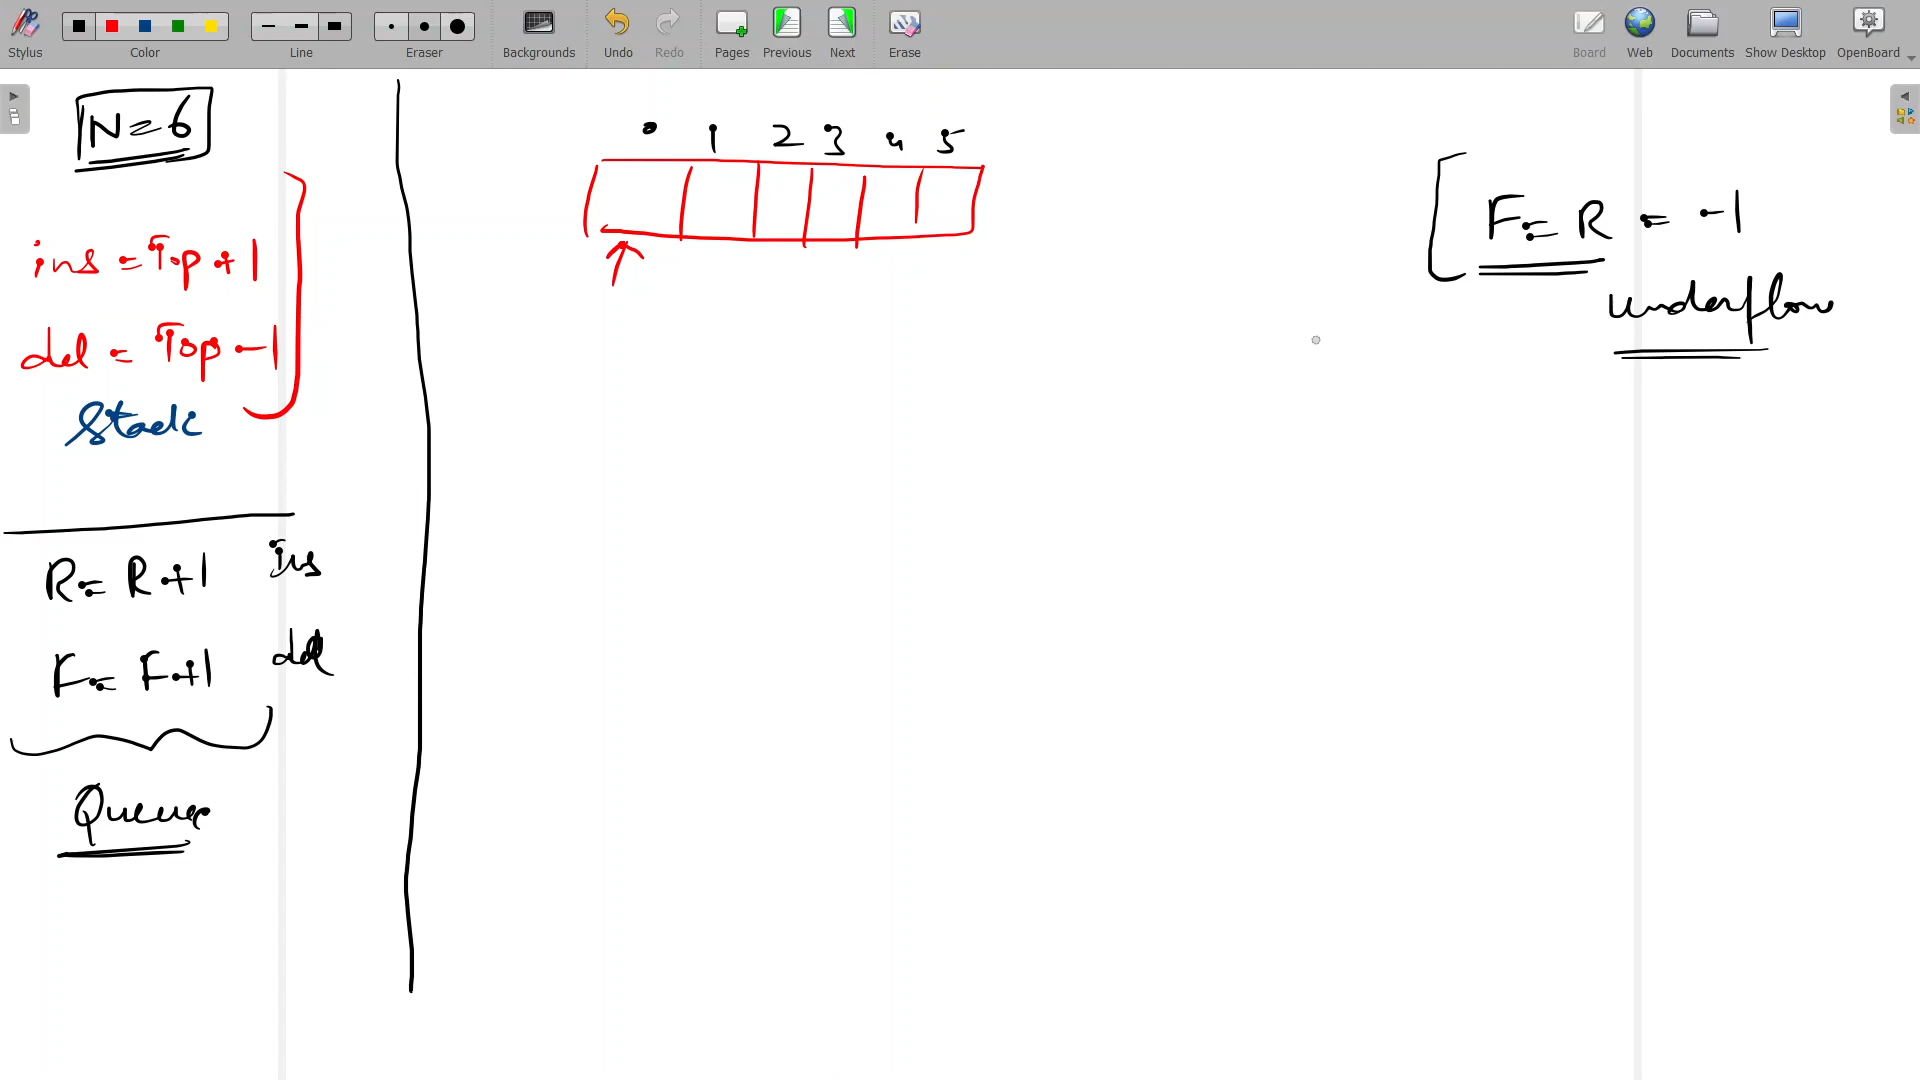 Stylus Color Line Eraser Backgrounds Undo Redo Pages Previous Next Erase Board Web Documents Show Desktop OpenBoard
N=6
ins = Top + 1
del = Top - 1
Stack
R = R + 1 ins
F = F + 1 del
Queue
0 1 2 3 4 5
F = R = -1
underflow